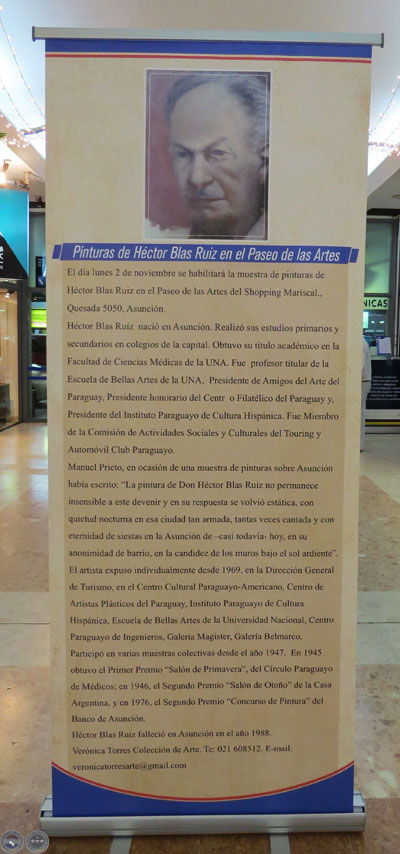 Pinturas de Héctor Blas Ruiz en el Paseo de las Artes
El día lunes 2 de noviembre se habilitará la muestra de pinturas de
Héctor Blas Ruiz en el Paseo de las Artes del Shopping Mariscal.,
Quesada 5050, Asunción.
Héctor Blas Ruíz  nació en Asunción. Realizó sus estudios primarios y
secundarios en colegios de la capital. Obtuvo su título académico en la
Facultad de Ciencias Médicas de la UNA. Fue  profesor titular de la
Escuela de Bellas Artes de la UNA,  Presidente de Amigos del Arte del
Paraguay, Presidente honorario del Centr  o Filatélico del Paraguay y,
Presidente del Instituto Paraguayo de Cultura Hispánica. Fue Miembro
de la Comisión de Actividades Sociales y Culturales del Touring y
Automóvil Club Paraguayo.
Manuel Prieto, en ocasión de una muestra de pinturas sobre Asunción
había escrito: “La pintura de Don Héctor Blas Ruiz no permanece
insensible a este devenir y en su respuesta se volvió estática, con
quietud nocturna en esa ciudad tan armada, tantas veces cantada y con
eternidad de siestas en la Asunción de –casi todavía- hoy, en su
anonimidad de barrio, en la candidez de los muros bajo el sol ardiente”.
El artista expuso individualmente desde 1969, en la Dirección General
de Turismo, en el Centro Cultural Paraguayo-Americano, Centro de
Artistas Plásticos del Paraguay, Instituto Paraguayo de Cultura
Hispánica, Escuela de Bellas Artes de la Universidad Nacional, Centro
Paraguayo de Ingenieros, Galería Magister, Galería Belmarco.
Participó en varias muestras colectivas desde el año 1947.  En 1945
obtuvo el Primer Premio “Salón de Primavera”, del Círculo Paraguayo
de Médicos; en 1946, el Segundo Premio “Salón de Otoño” de la Casa
Argentina, y en 1976, el Segundo Premio “Concurso de Pintura” del
Banco de Asunción.
Héctor Blas Ruiz falleció en Asunción en el año 1988.
Verónica Torres Colección de Arte. Te: 021 608512. E-mail:
veronicatorresarte@gmail.com
NICAS